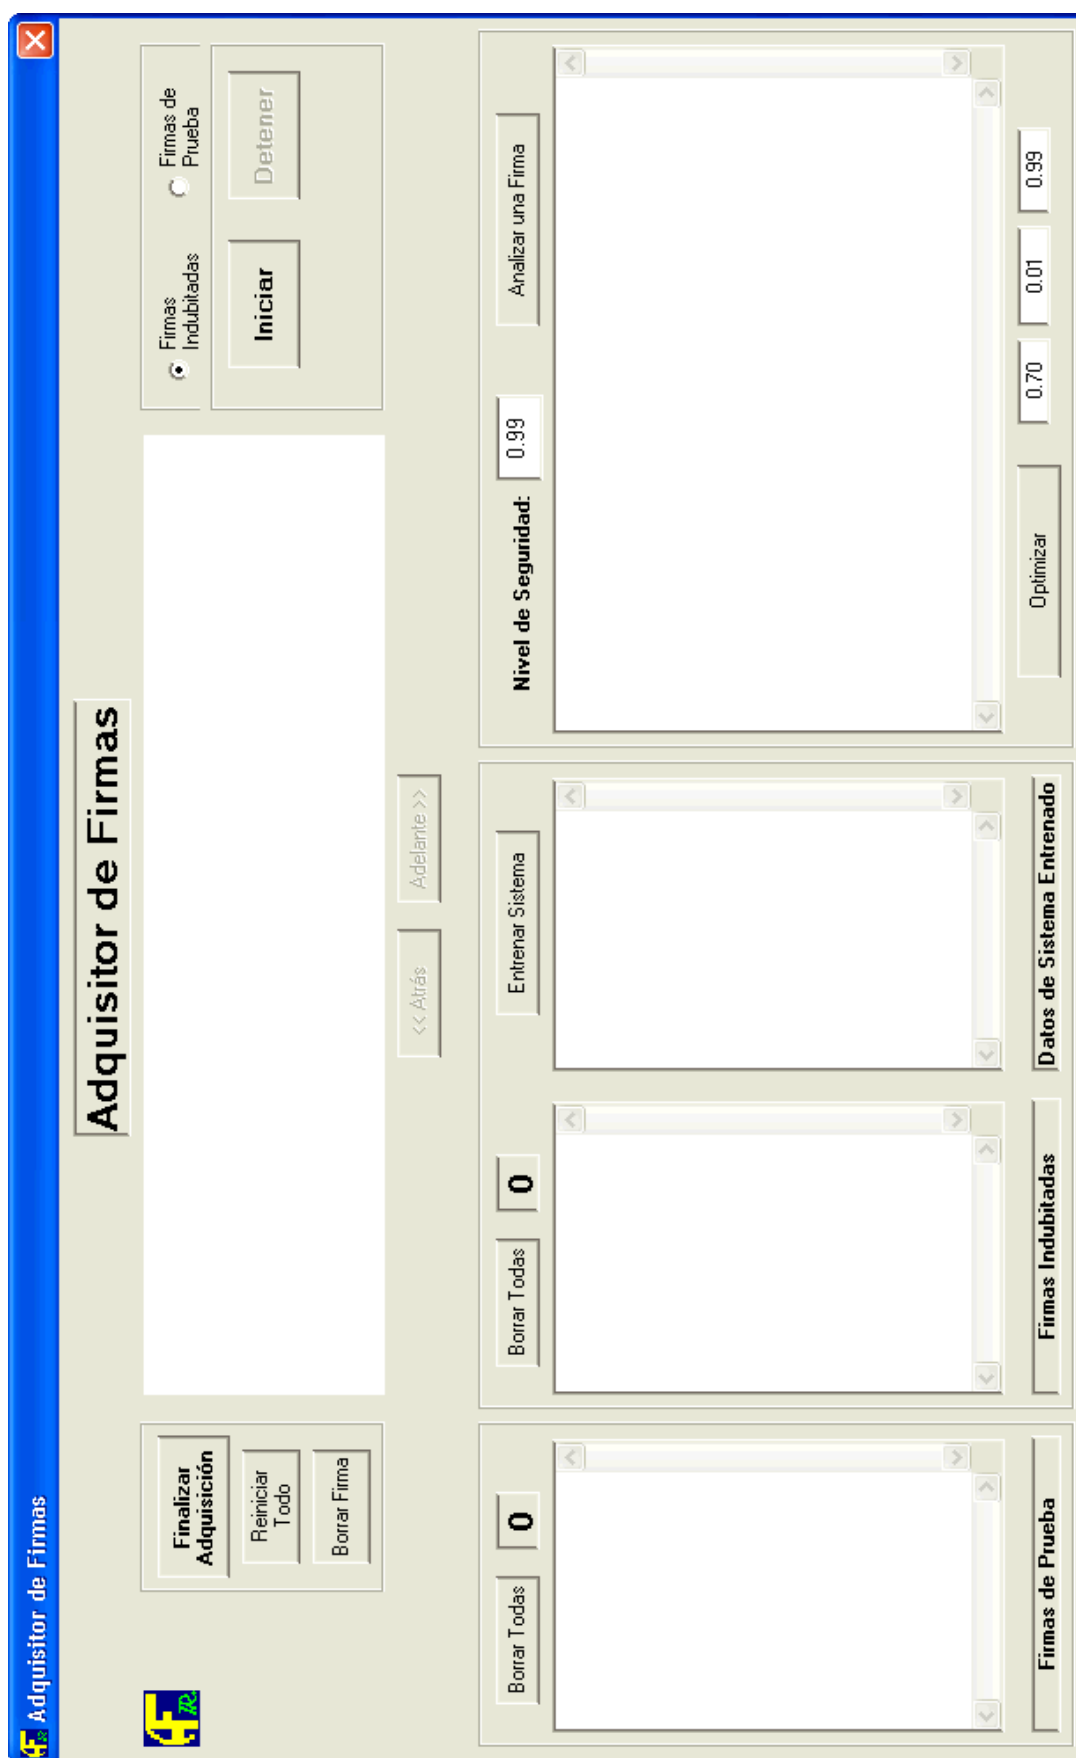 Adquisitor de Firmas
Adquisitor de Firmas
Finalizar
Adquisición
Reiniciar
Todo
Borrar Firma
Firmas
Indubitadas
Firmas de
Prueba
Iniciar
Detener
<< Atrás
Adelante >>
Borrar Todas
0
Firmas de Prueba
Borrar Todas
0
Entrenar Sistema
Firmas Indubitadas
Datos de Sistema Entrenado
Nivel de Seguridad:
0.99
Analizar una Firma
Optimizar
0.70
0.01
0.99